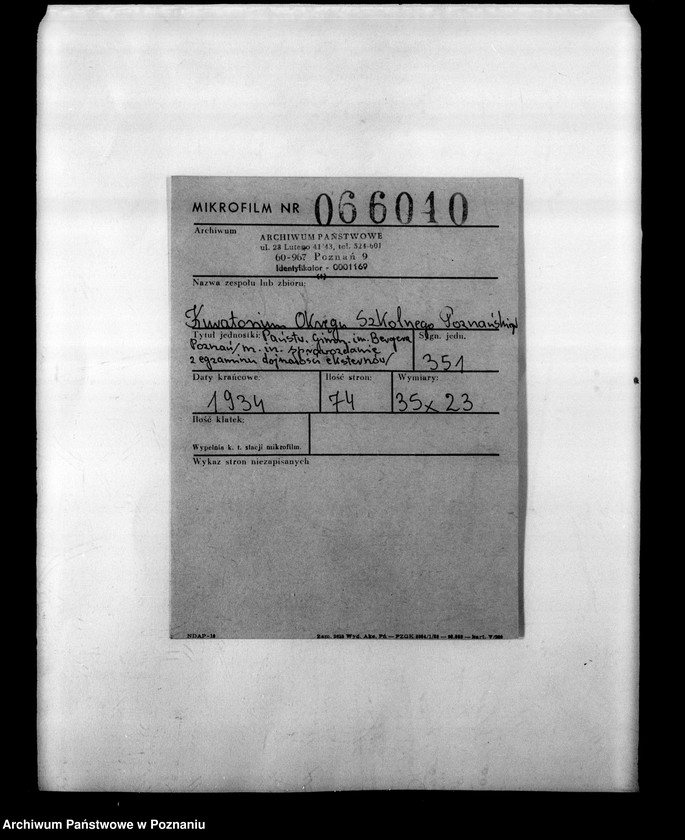 MIKROFILM NR 066010
Archiwum
ARCHIWUM PAŃSTWOWE
ul. 23 Lutego 41/43, tel. 524-601
60-967 Poznań 9
Identyfikator - 0001169
Nazwa zespołu lub zbioru:
Kuratorium Okręgu Szkolnego Poznańskiego
Tytuł jednostki: Państw. Gimn. im. Bergera
Poznań /m. in. sprawozdanie
z egzaminu dojrzałości eksternów/
Sygn. jedn.
351
Daty krańcowe:
1934
Ilość stron:
74
Wymiary:
35x23
Ilość klatek:
Wypełnia k. t. stacji mikrofilm.
Wykaz stron niezapisanych
NDAP-18
Archiwum Państwowe w Poznaniu